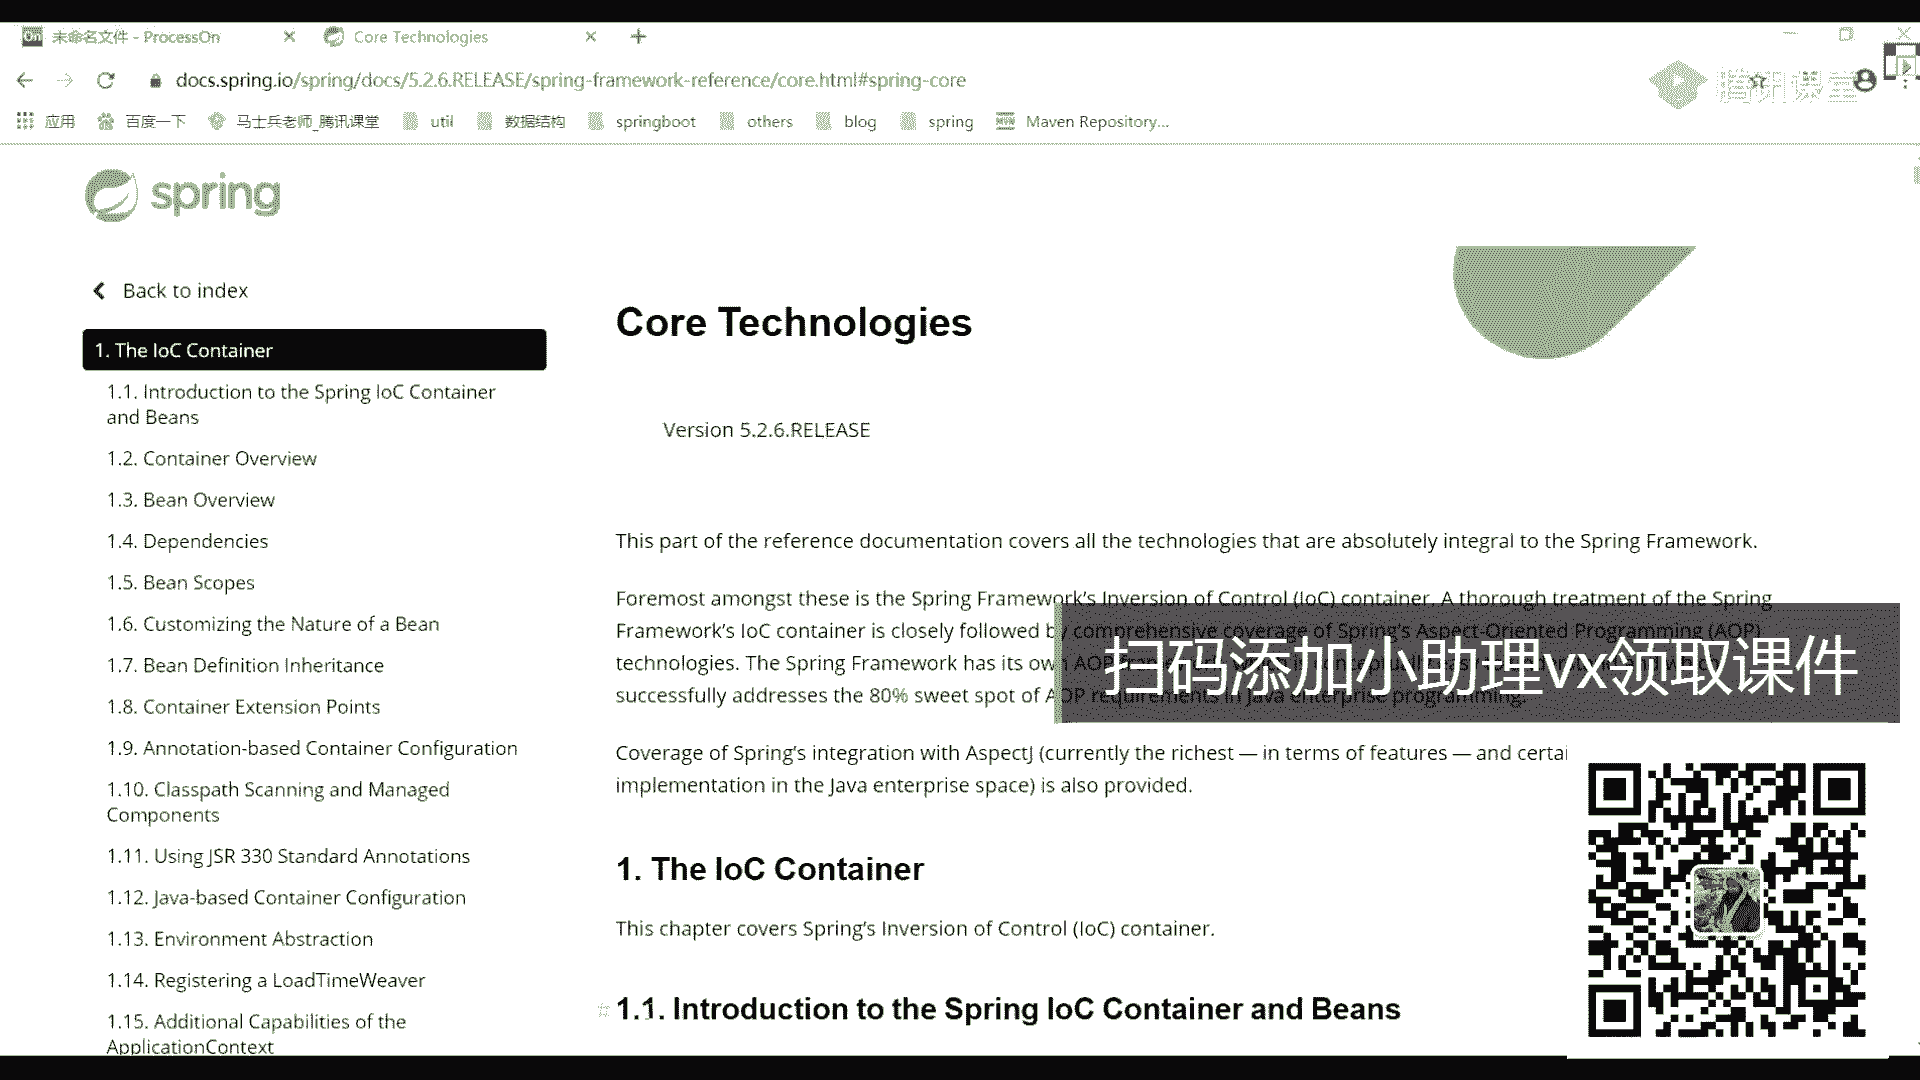 未命名文件 - ProcessOn
Core Technologies
docs.spring.io/spring/docs/5.2.6.RELEASE/spring-framework-reference/core.html#spring-core
腾讯课堂
应用
百度一下
马士兵老师_腾讯课堂
util
数据结构
springboot
others
blog
spring
Maven Repository...
spring
Back to index
1. The IoC Container
1.1. Introduction to the Spring IoC Container
and Beans
1.2. Container Overview
1.3. Bean Overview
1.4. Dependencies
1.5. Bean Scopes
1.6. Customizing the Nature of a Bean
1.7. Bean Definition Inheritance
1.8. Container Extension Points
1.9. Annotation-based Container Configuration
1.10. Classpath Scanning and Managed
Components
1.11. Using JSR 330 Standard Annotations
1.12. Java-based Container Configuration
1.13. Environment Abstraction
1.14. Registering a LoadTimeWeaver
1.15. Additional Capabilities of the
ApplicationContext
Core Technologies
Version 5.2.6.RELEASE
This part of the reference documentation covers all the technologies that are absolutely integral to the Spring Framework.
Foremost amongst these is the Spring Framework's Inversion of Control (IoC) container. A thorough treatment of the Spring
Framework's IoC container is closely followed by comprehensive coverage of Spring's Aspect-Oriented Programming (AOP)
technologies. The Spring Framework has its own AOP
successfully addresses the 80% sweet spot of AOP requirements in Java enterprise programming.
扫码添加小助理vx领取课件
Coverage of Spring's integration with AspectJ (currently the richest — in terms of features — and certai
implementation in the Java enterprise space) is also provided.
1. The IoC Container
This chapter covers Spring's Inversion of Control (IoC) container.
# 1.1. Introduction to the Spring IoC Container and Beans